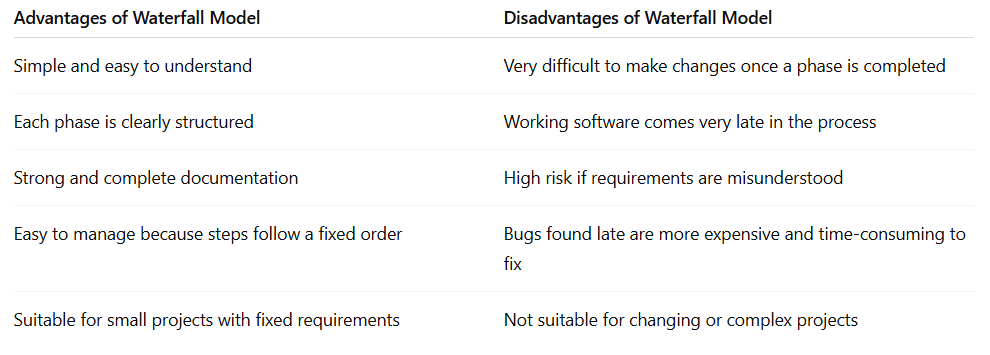 Advantages of Waterfall Model Disadvantages of Waterfall Model
Simple and easy to understand Very difficult to make changes once a phase is completed
Each phase is clearly structured Working software comes very late in the process
Strong and complete documentation High risk if requirements are misunderstood
Easy to manage because steps follow a fixed order Bugs found late are more expensive and time-consuming to
fix
Suitable for small projects with fixed requirements Not suitable for changing or complex projects